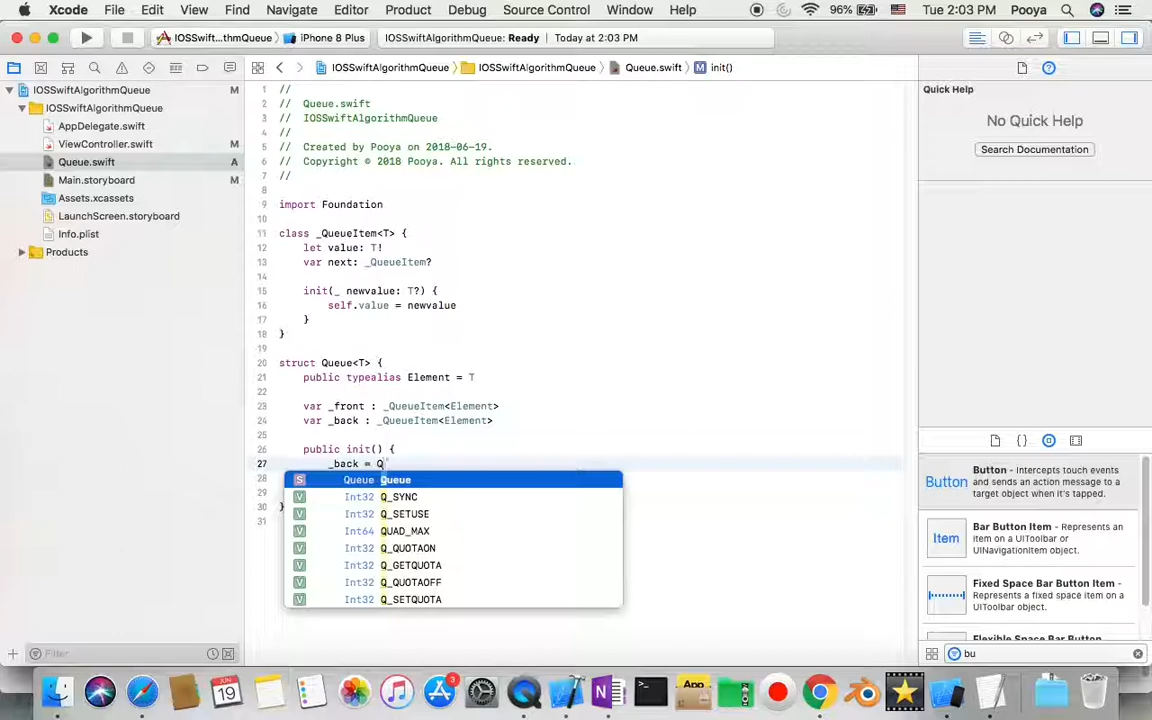 Xcode File Edit View Find Navigate Editor Product Debug Source Control Window Help 96% Tue 2:03 PM Pooya
IOSSwift...thmQueue iPhone 8 Plus IOSSwiftAlgorithmQueue: Ready Today at 2:03 PM
IOSSwiftAlgorithmQueue IOSSwiftAlgorithmQueue Queue.swift M init()
IOSSwiftAlgorithmQueue M
IOSSwiftAlgorithmQueue
AppDelegate.swift
ViewController.swift M
Queue.swift A
Main.storyboard M
Assets.xcassets
LaunchScreen.storyboard
Info.plist
Products
Filter
1 //
2 // Queue.swift
3 // IOSSwiftAlgorithmQueue
4 //
5 // Created by Pooya on 2018-06-19.
6 // Copyright © 2018 Pooya. All rights reserved.
7 //
8
9 import Foundation
10
11 class _QueueItem<T> {
12 let value: T!
13 var next: _QueueItem?
14
15 init(_ newvalue: T?) {
16 self.value = newvalue
17 }
18 }
19
20 struct Queue<T> {
21 public typealias Element = T
22
23 var _front : _QueueItem<Element>
24 var _back : _QueueItem<Element>
25
26 public init() {
27 _back = Q
28
29
30 }
31
S Queue Queue
V Int32 Q_SYNC
V Int32 Q_SETUSE
V Int64 QUAD_MAX
V Int32 Q_QUOTAON
V Int32 Q_GETQUOTA
V Int32 Q_QUOTAOFF
V Int32 Q_SETQUOTA
Quick Help
No Quick Help
Search Documentation
{ }
Button
Button - Intercepts touch events
and sends an action message to a
target object when it's tapped.
Item
Bar Button Item - Represents an
item on a UIToolbar or
UINavigationItem object.
Fixed Space Bar Button Item -
Represents a fixed space item on a
UIToolbar object.
Flexible Space Bar Button
bu
JUN
19
3
App